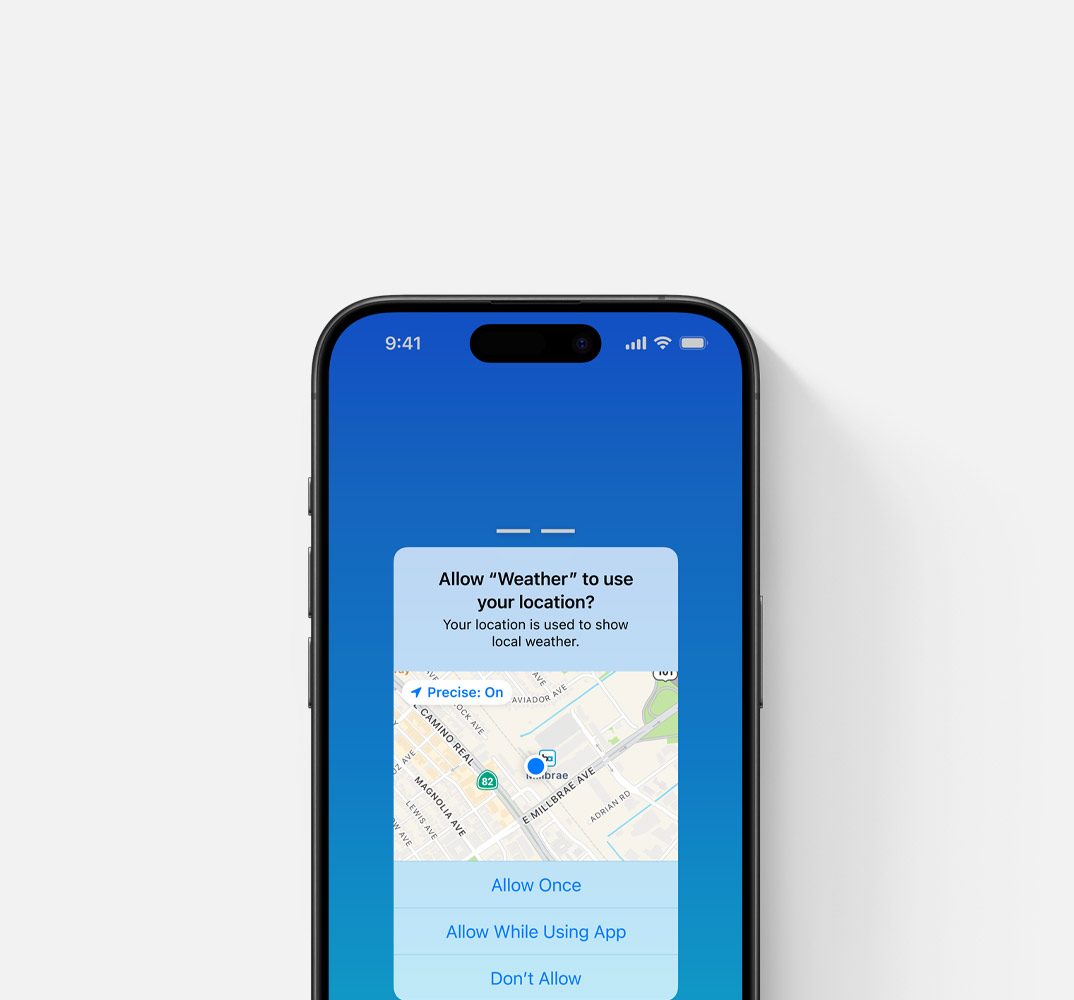 9:41
Allow “Weather” to use
your location?
Your location is used to show
local weather.
101
Precise: On
AVIADOR AVE
EL CAMINO REAL
82
Millbrae
E MILLBRAE AVE
ADRIAN RD
MAGNOLIA AVE
LEWIS AVE
Allow Once
Allow While Using App
Don’t Allow